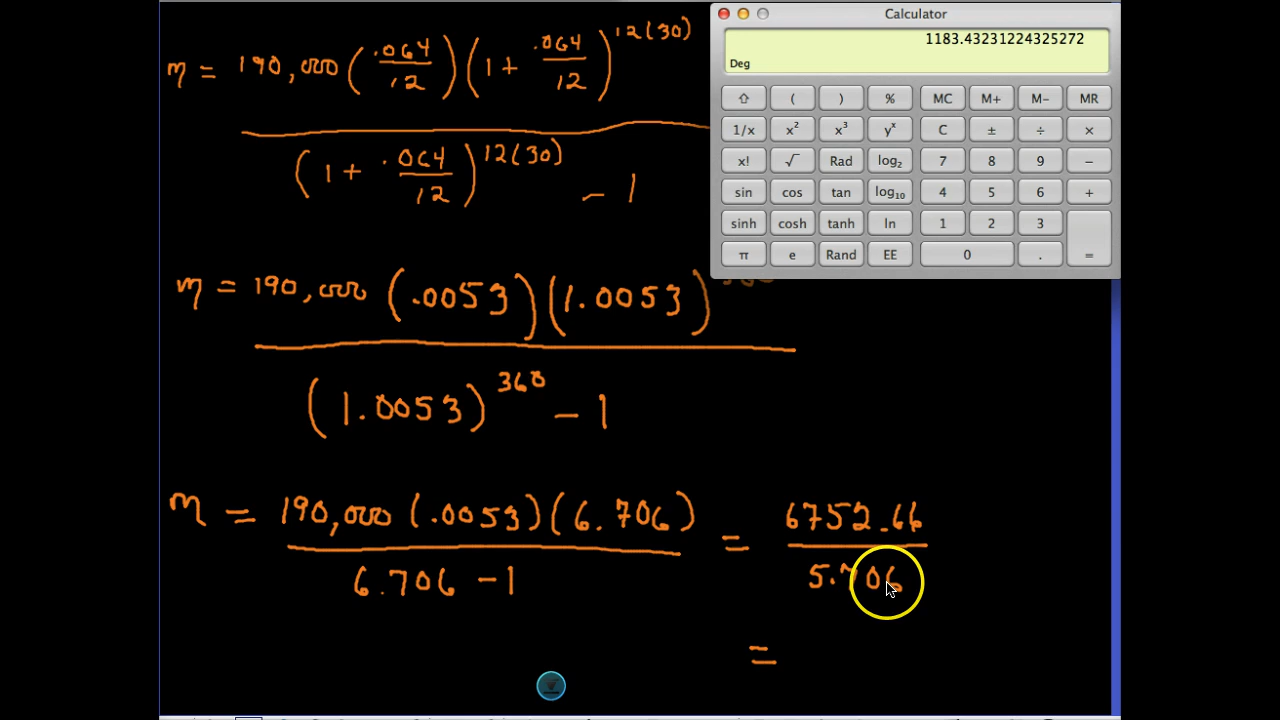 Calculator
1183.43231224325272
Deg
⇧ ( ) % MC M+ M− MR
1/x x² x³ yˣ C ± ÷ ×
x! √ Rad log₂ 7 8 9 −
sin cos tan log₁₀ 4 5 6 +
sinh cosh tanh ln 1 2 3
π e Rand EE 0 . =
m = 190,000(.064/12)(1+ .064/12)^12(30)
(1+ .064/12)^12(30) − 1
m = 190,000 (.0053)(1.0053)^360
(1.0053)^360 − 1
m = 190,000 (.0053)(6.706) = 6752.66
6.706 −1 5.706
=